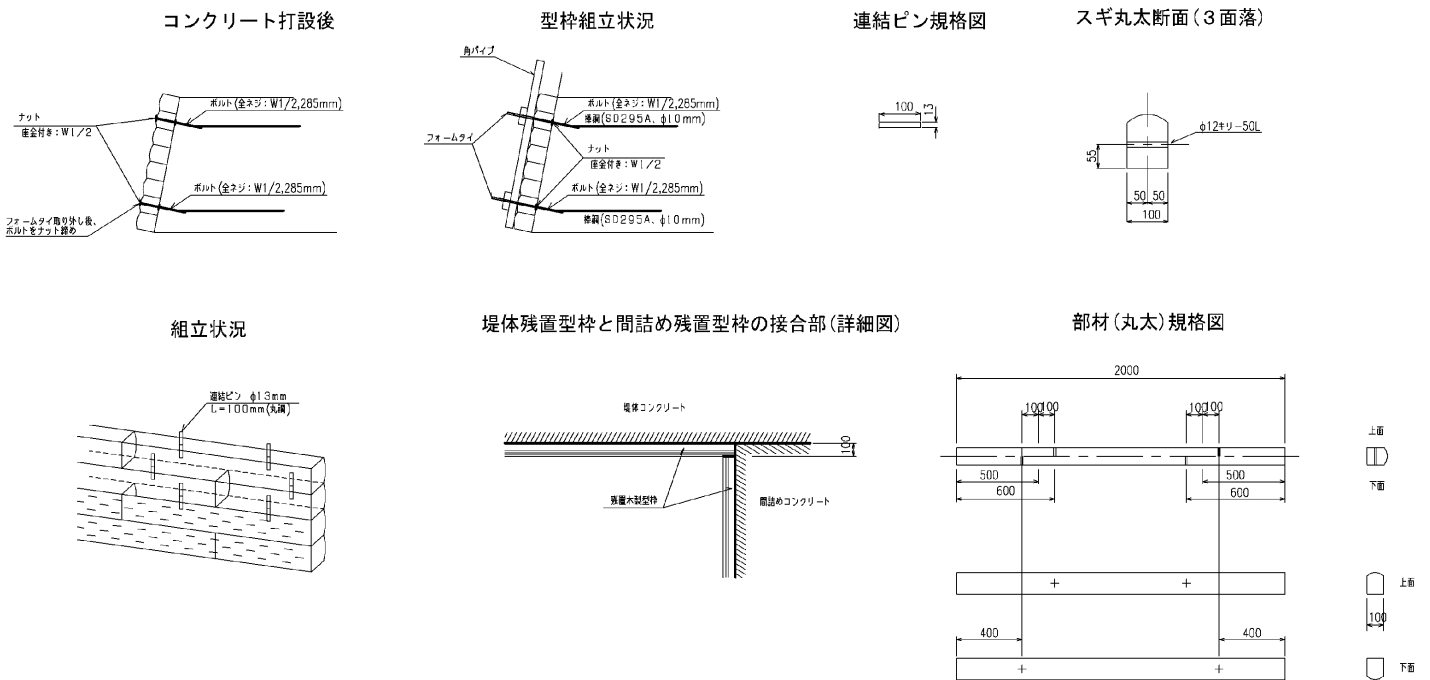 コンクリート打設後
型枠組立状況
連結ピン規格図
スギ丸太断面(3面落)
ナット
座金付き:W1/2
ボルト(全ネジ:W1/2,285mm)
ボルト(全ネジ:W1/2,285mm)
フォームタイ取り外し後、
ボルトをナット締め
角パイプ
フォームタイ
ボルト(全ネジ:W1/2,285mm)
棒鋼(SD295A、φ10mm)
ナット
座金付き:W1/2
ボルト(全ネジ:W1/2,285mm)
棒鋼(SD295A、φ10mm)
100
13
φ12キリ-50L
55
50 50
100
組立状況
堤体残置型枠と間詰め残置型枠の接合部(詳細図)
部材(丸太)規格図
連結ピン φ13mm
L=100mm(丸鋼)
堤体コンクリート
100
残置木製型枠
間詰めコンクリート
2000
100 100
100 100
500
500
600
600
上面
下面
上面
100
400
400
下面